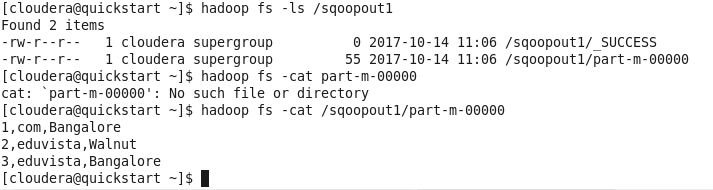 [cloudera@quickstart ~]$ hadoop fs -ls /sqoopout1
Found 2 items
-rw-r--r--   1 cloudera supergroup          0 2017-10-14 11:06 /sqoopout1/_SUCCESS
-rw-r--r--   1 cloudera supergroup         55 2017-10-14 11:06 /sqoopout1/part-m-00000
[cloudera@quickstart ~]$ hadoop fs -cat part-m-00000
cat: `part-m-00000': No such file or directory
[cloudera@quickstart ~]$ hadoop fs -cat /sqoopout1/part-m-00000
1,com,Bangalore
2,eduvista,Walnut
3,eduvista,Bangalore
[cloudera@quickstart ~]$